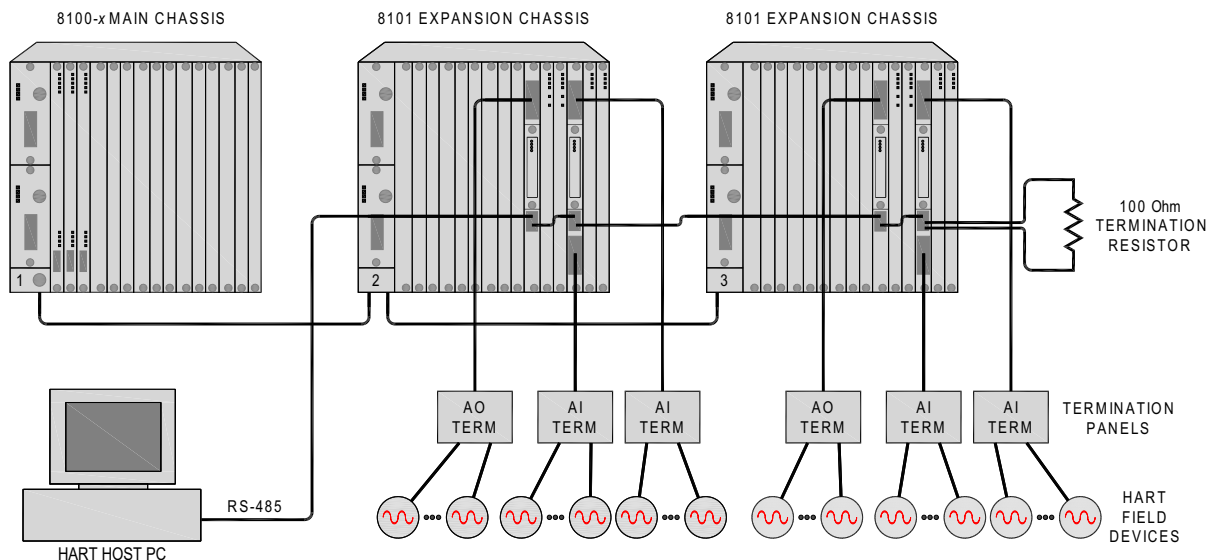 8100-x MAIN CHASSIS
8101 EXPANSION CHASSIS
8101 EXPANSION CHASSIS
1
2
3
100 Ohm
TERMINATION
RESISTOR
AO
TERM
AI
TERM
AI
TERM
AO
TERM
AI
TERM
AI
TERM
TERMINATION
PANELS
RS-485
HART
FIELD
DEVICES
HART HOST PC